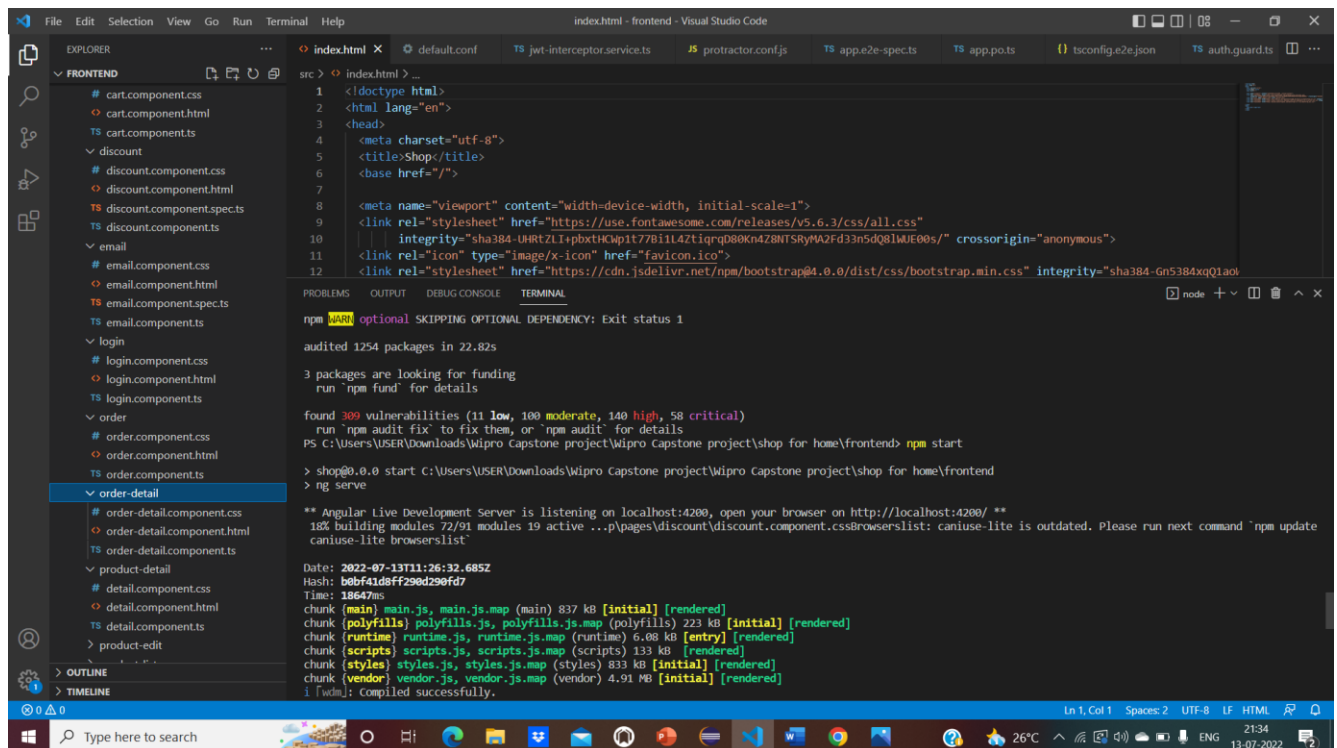 File Edit Selection View Go Run Terminal Help index.html - frontend - Visual Studio Code
EXPLORER
FRONTEND
cart.component.css
cart.component.html
cart.component.ts
discount
discount.component.css
discount.component.html
discount.component.spec.ts
discount.component.ts
email
email.component.css
email.component.html
email.component.spec.ts
email.component.ts
login
login.component.css
login.component.html
login.component.ts
order
order.component.css
order.component.html
order.component.ts
order-detail
order-detail.component.css
order-detail.component.html
order-detail.component.ts
product-detail
detail.component.css
detail.component.html
detail.component.ts
product-edit
OUTLINE
TIMELINE
index.html default.conf jwt-interceptor.service.ts protractor.conf.js app.e2e-spec.ts app.po.ts tsconfig.e2e.json auth.guard.ts
src > index.html > ...
1 <!doctype html>
2 <html lang="en">
3 <head>
4 <meta charset="utf-8">
5 <title>Shop</title>
6 <base href="/">
7
8 <meta name="viewport" content="width=device-width, initial-scale=1">
9 <link rel="stylesheet" href="https://use.fontawesome.com/releases/v5.6.3/css/all.css"
10 integrity="sha384-UHRtZLI+pbxtHCWp1t77Bi1L4ZtiqrqD80Kn4Z8NTSRyMA2Fd33n5dQ8lWUE00s/" crossorigin="anonymous">
11 <link rel="icon" type="image/x-icon" href="favicon.ico">
12 <link rel="stylesheet" href="https://cdn.jsdelivr.net/npm/bootstrap@4.0.0/dist/css/bootstrap.min.css" integrity="sha384-Gn5384xqQ1aoW
PROBLEMS OUTPUT DEBUG CONSOLE TERMINAL node
npm WARN optional SKIPPING OPTIONAL DEPENDENCY: Exit status 1
audited 1254 packages in 22.82s
3 packages are looking for funding
run `npm fund` for details
found 309 vulnerabilities (11 low, 100 moderate, 140 high, 58 critical)
run `npm audit fix` to fix them, or `npm audit` for details
PS C:\Users\USER\Downloads\Wipro Capstone project\Wipro Capstone project\shop for home\frontend> npm start
> shop@0.0.0 start C:\Users\USER\Downloads\Wipro Capstone project\Wipro Capstone project\shop for home\frontend
> ng serve
** Angular Live Development Server is listening on localhost:4200, open your browser on http://localhost:4200/ **
18% building modules 72/91 modules 19 active ...p\pages\discount\discount.component.cssBrowserslist: caniuse-lite is outdated. Please run next command `npm update
caniuse-lite browserslist`
Date: 2022-07-13T11:26:32.685Z
Hash: b0bf41d8ff290d290fd7
Time: 18647ms
chunk {main} main.js, main.js.map (main) 837 kB [initial] [rendered]
chunk {polyfills} polyfills.js, polyfills.js.map (polyfills) 223 kB [initial] [rendered]
chunk {runtime} runtime.js, runtime.js.map (runtime) 6.08 kB [entry] [rendered]
chunk {scripts} scripts.js, scripts.js.map (scripts) 133 kB [rendered]
chunk {styles} styles.js, styles.js.map (styles) 833 kB [initial] [rendered]
chunk {vendor} vendor.js, vendor.js.map (vendor) 4.91 MB [initial] [rendered]
i ｢wdm｣: Compiled successfully.
0 0 Ln 1, Col 1 Spaces: 2 UTF-8 LF HTML
Type here to search 26°C ENG 21:34
13-07-2022